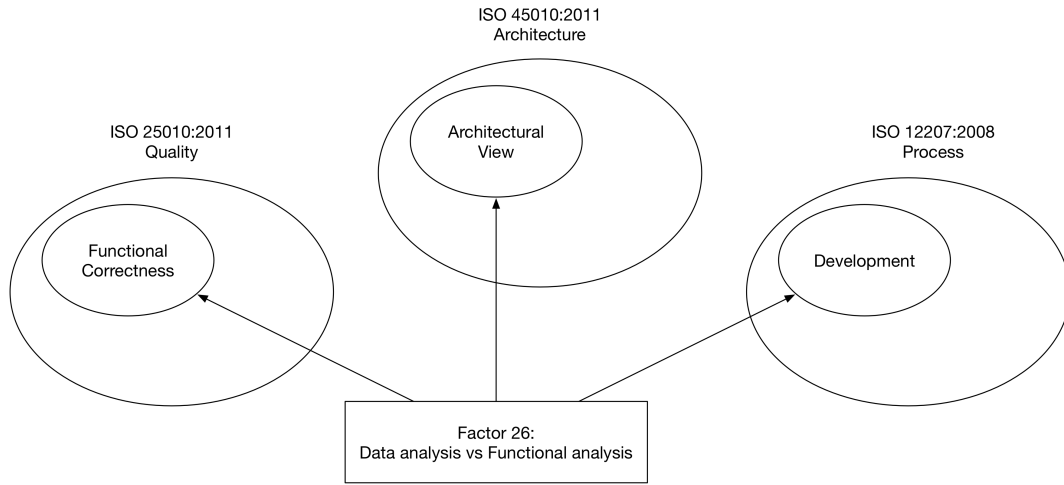 ISO 45010:2011
Architecture
Architectural
View
ISO 25010:2011
Quality
Functional
Correctness
ISO 12207:2008
Process
Development
Factor 26:
Data analysis vs Functional analysis